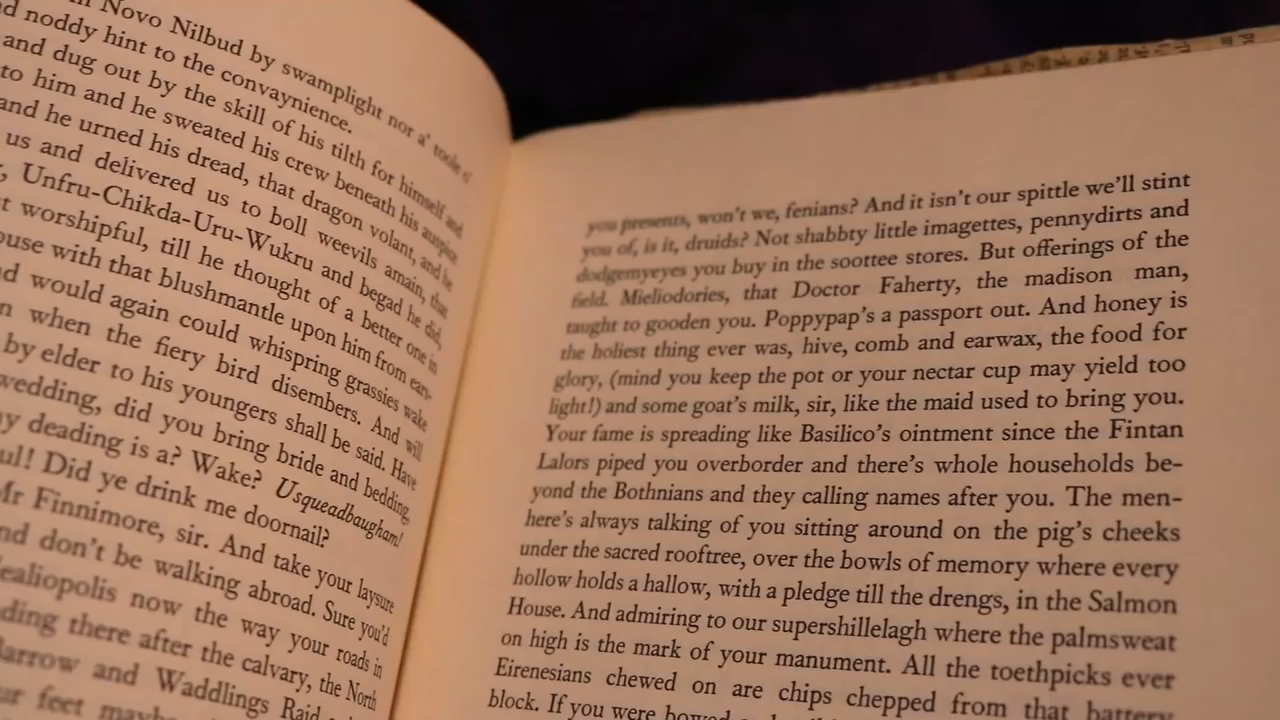 Novo Nilbud by swamplight nor a' toole o'
noddy hint to the convaynience.
and dug out by the skill of his tilth for himself and
to him and he sweated his crew beneath his auspice
and he urned his dread, that dragon volant, and he
us and delivered us to boll weevils amain, that
Unfru-Chikda-Uru-Wukru and begad he did,
worshipful, till he thought of a better one in
with that blushmantle upon him from ears-
would again could whispring grassies wake
when the fiery bird disembers. And will
by elder to his youngers shall be said. Have
wedding, did you bring bride and bedding,
deading is a? Wake? Usqueadbaugham!
Did ye drink me doornail?
Mr Finnimore, sir. And take your laysure
and don't be walking abroad. Sure you'd
now the way your roads in
there after the calvary, the North
Barrow and Waddlings Raid
feet
you presents, won't we, fenians? And it isn't our spittle we'll stint
you of, is it, druids? Not shabbty little imagettes, pennydirts and
dodgemyeyes you buy in the soottee stores. But offerings of the
field. Mieliodories, that Doctor Faherty, the madison man,
taught to gooden you. Poppypap's a passport out. And honey is
the holiest thing ever was, hive, comb and earwax, the food for
glory, (mind you keep the pot or your nectar cup may yield too
light!) and some goat's milk, sir, like the maid used to bring you.
Your fame is spreading like Basilico's ointment since the Fintan
Lalors piped you overborder and there's whole households be-
yond the Bothnians and they calling names after you. The men-
here's always talking of you sitting around on the pig's cheeks
under the sacred rooftree, over the bowls of memory where every
hollow holds a hallow, with a pledge till the drengs, in the Salmon
House. And admiring to our supershillelagh where the palmsweat
on high is the mark of your manument. All the toethpicks ever
Eirenesians chewed on are chips chepped from that battery
block. If you were bowed